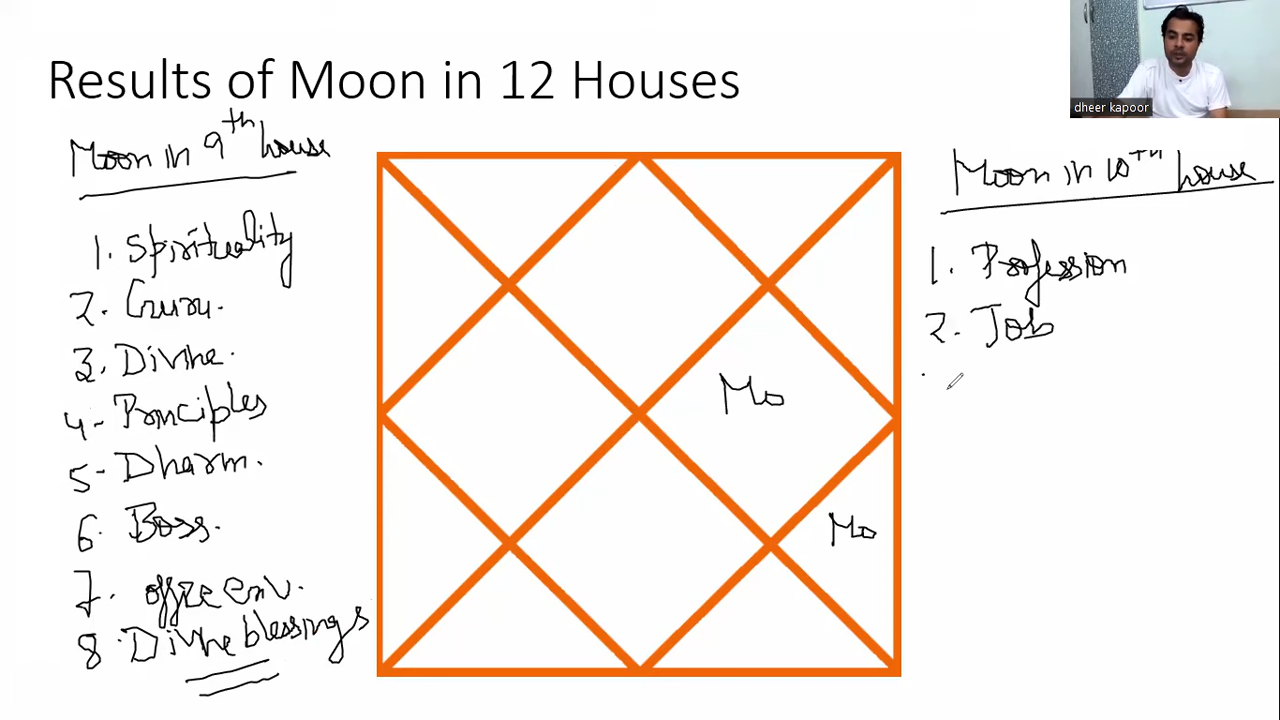 Results of Moon in 12 Houses
dheer kapoor
Moon in 9th house
1. Spirituality
2. Guru.
3. Divine.
4- Principles
5- Dharm.
6. Boss.
7. office env.
8. Divine blessings
Mo
Mo
Moon in 10th house
1. Profession
2- Job